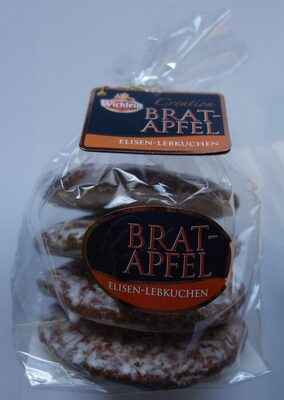 Wicklein
Creation
BRAT-
APFEL
ELISEN-LEBKUCHEN
BRAT-
APFEL
ELISEN-LEBKUCHEN